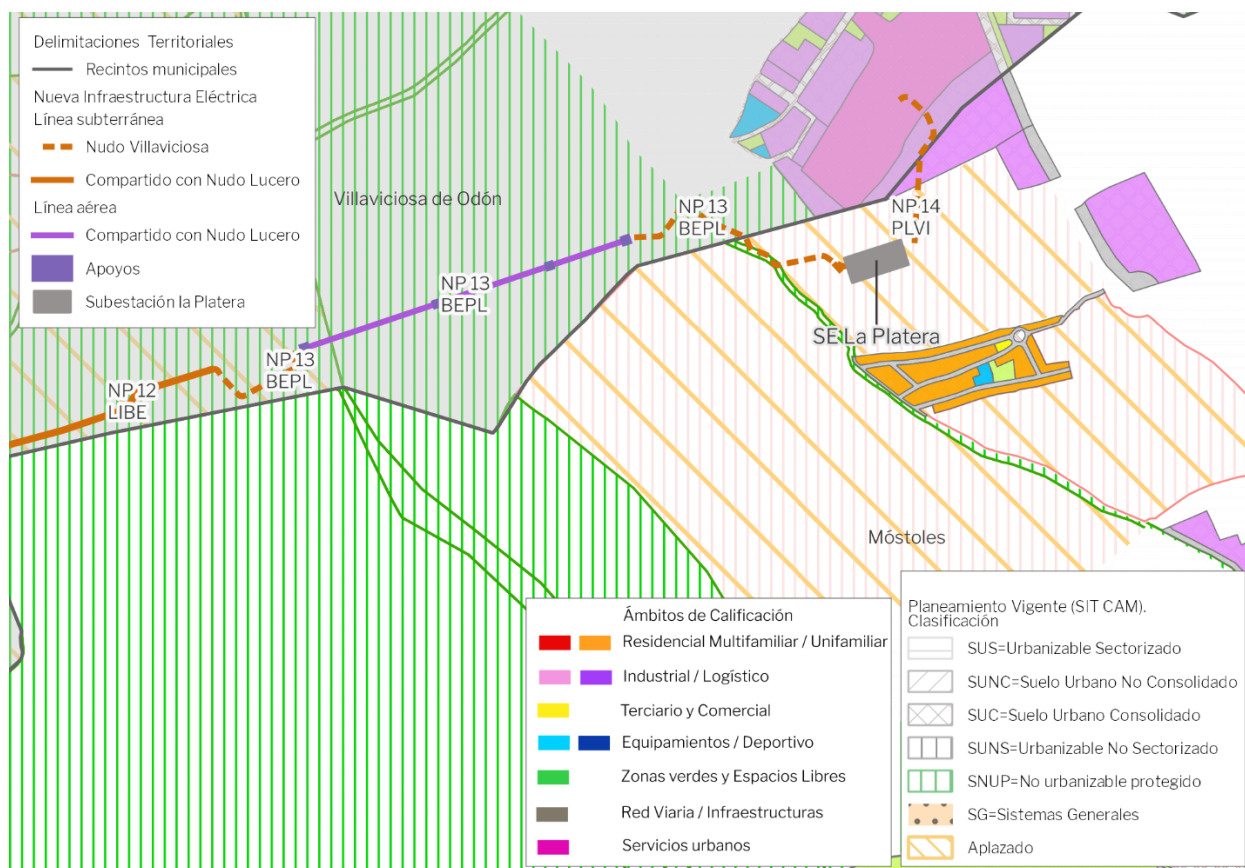 Delimitaciones Territoriales
Recintos municipales
Nueva Infraestructura Eléctrica
Línea subterránea
Nudo Villaviciosa
Compartido con Nudo Lucero
Línea aérea
Compartido con Nudo Lucero
Apoyos
Subestación la Platera
Villaviciosa de Odón
NP 13
BEPL
NP 14
PLVI
NP 13
BEPL
SE La Platera
NP 13
BEPL
NP 12
LIBE
Móstoles
Ámbitos de Calificación
Residencial Multifamiliar / Unifamiliar
Industrial / Logístico
Terciario y Comercial
Equipamientos / Deportivo
Zonas verdes y Espacios Libres
Red Viaria / Infraestructuras
Servicios urbanos
Planeamiento Vigente (SIT CAM).
Clasificación
SUS=Urbanizable Sectorizado
SUNC=Suelo Urbano No Consolidado
SUC=Suelo Urbano Consolidado
SUNS=Urbanizable No Sectorizado
SNUP=No urbanizable protegido
SG=Sistemas Generales
Aplazado